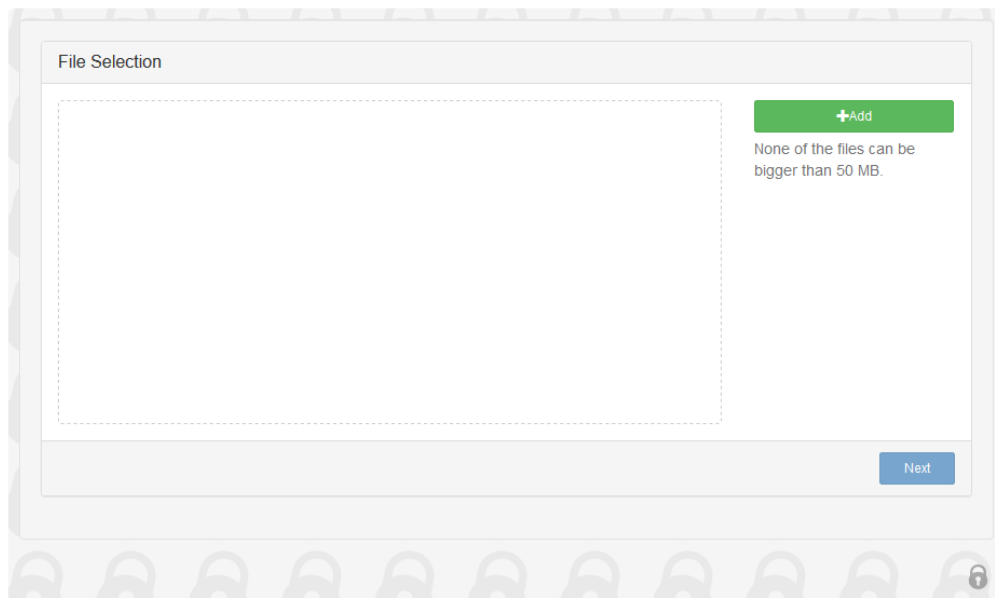 File Selection
+Add
None of the files can be
bigger than 50 MB.
Next